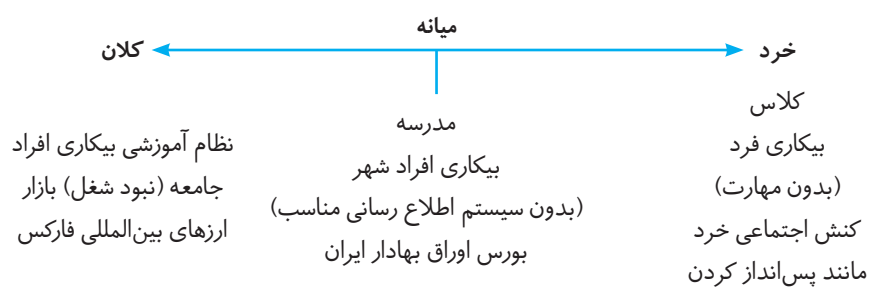 میانه
خرد
کلان
کلاس
بیکاری فرد
(بدون مهارت)
کنش اجتماعی خرد
مانند پس‌انداز کردن
مدرسه
بیکاری افراد شهر
(بدون سیستم اطلاع رسانی مناسب)
بورس اوراق بهادار ایران
نظام آموزشی بیکاری افراد
جامعه (نبود شغل) بازار
ارزهای بین‌المللی فارکس